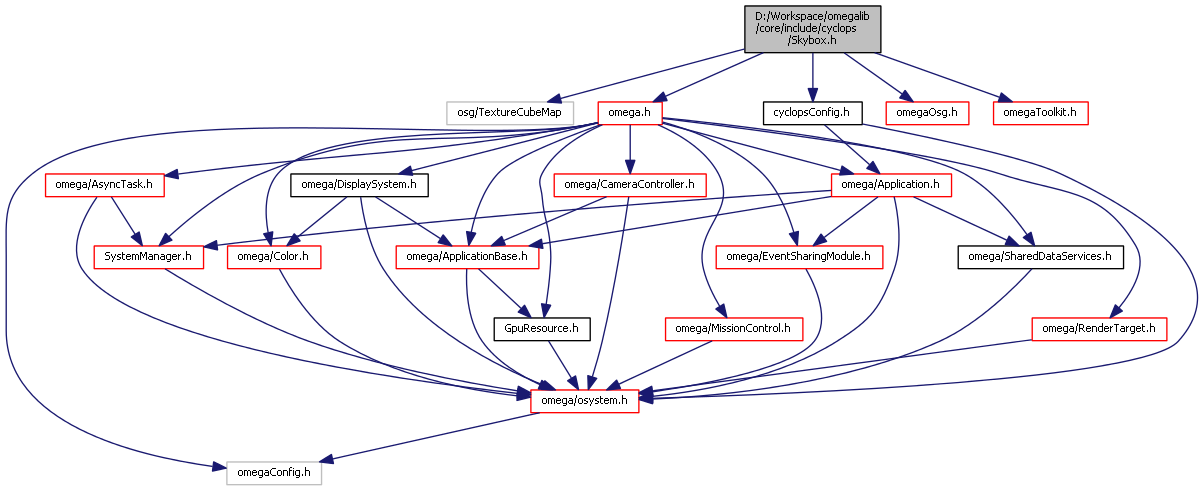 D:/Workspace/omegalib
/core/include/cyclops
/Skybox.h
osg/TextureCubeMap
omega.h
cyclopsConfig.h
omegaOsg.h
omegaToolkit.h
omega/AsyncTask.h
omega/DisplaySystem.h
omega/CameraController.h
omega/Application.h
SystemManager.h
omega/Color.h
omega/ApplicationBase.h
omega/EventSharingModule.h
omega/SharedDataServices.h
GpuResource.h
omega/MissionControl.h
omega/RenderTarget.h
omega/osystem.h
omegaConfig.h